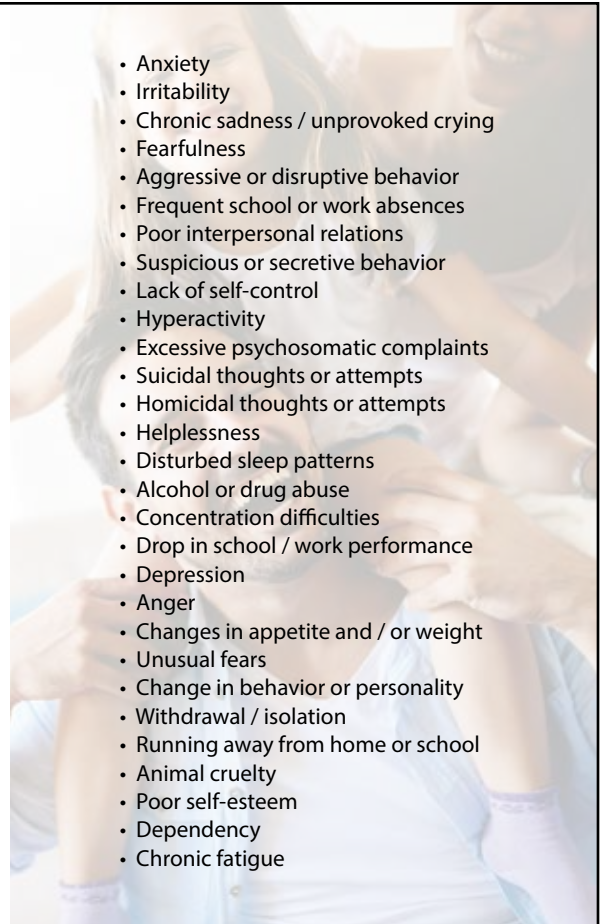 • Anxiety
• Irritability
• Chronic sadness / unprovoked crying
• Fearfulness
• Aggressive or disruptive behavior
• Frequent school or work absences
• Poor interpersonal relations
• Suspicious or secretive behavior
• Lack of self-control
• Hyperactivity
• Excessive psychosomatic complaints
• Suicidal thoughts or attempts
• Homicidal thoughts or attempts
• Helplessness
• Disturbed sleep patterns
• Alcohol or drug abuse
• Concentration difficulties
• Drop in school / work performance
• Depression
• Anger
• Changes in appetite and / or weight
• Unusual fears
• Change in behavior or personality
• Withdrawal / isolation
• Running away from home or school
• Animal cruelty
• Poor self-esteem
• Dependency
• Chronic fatigue